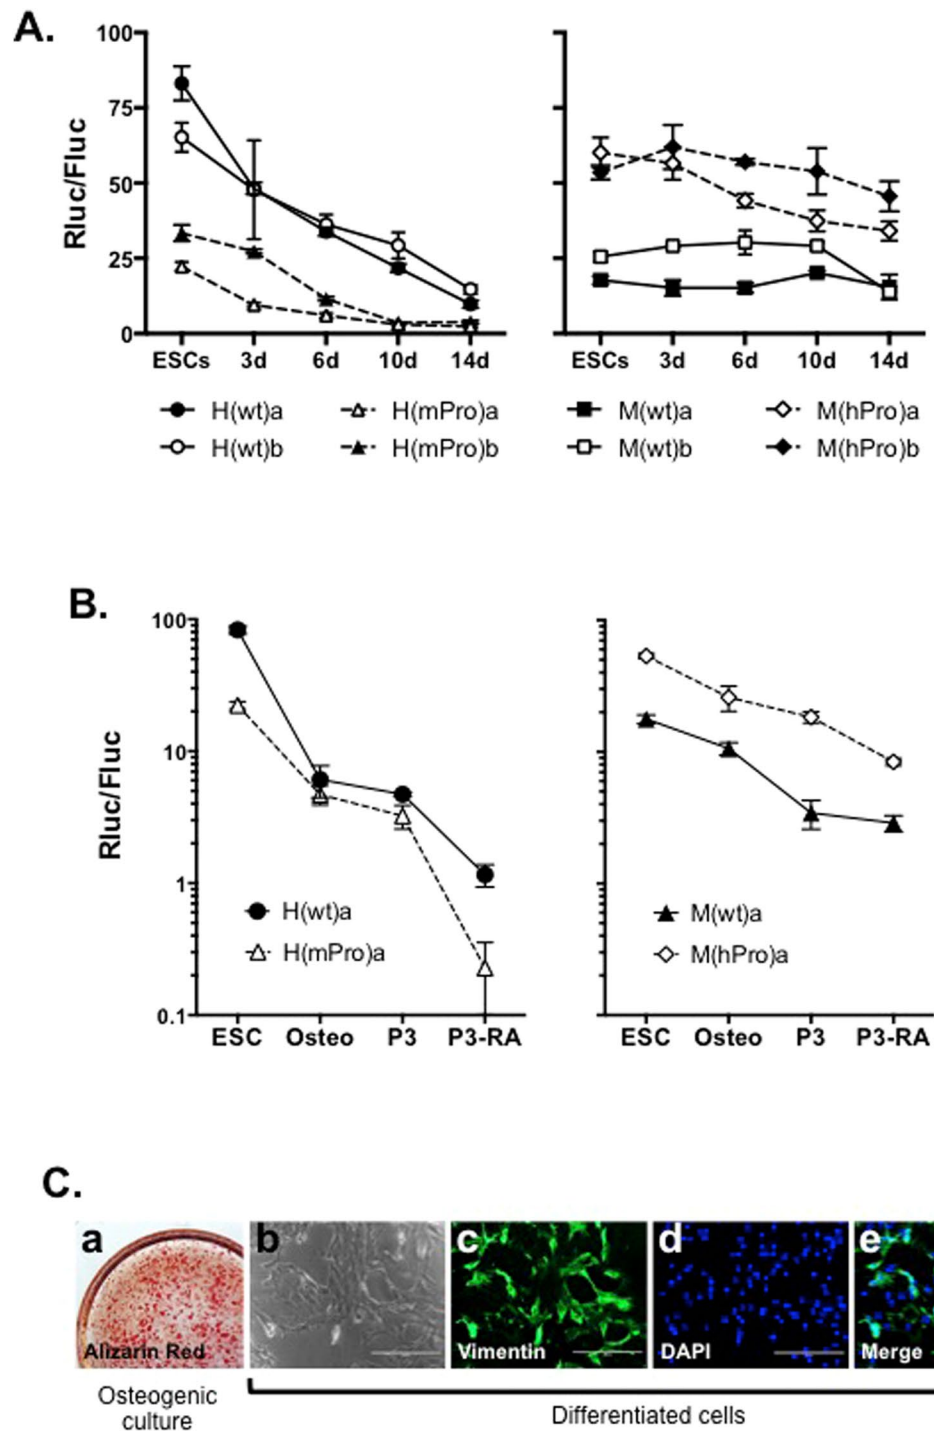 A.
100
75
50
25
0
Rluc/Fluc
ESCs 3d 6d 10d 14d
ESCs 3d 6d 10d 14d
H(wt)a H(mPro)a
H(wt)b H(mPro)b
M(wt)a M(hPro)a
M(wt)b M(hPro)b
B.
100
10
1
0.1
Rluc/Fluc
H(wt)a
H(mPro)a
ESC Osteo P3 P3-RA
M(wt)a
M(hPro)a
ESC Osteo P3 P3-RA
C.
a b c d e
Alizarin Red Vimentin DAPI Merge
Osteogenic
culture
Differentiated cells